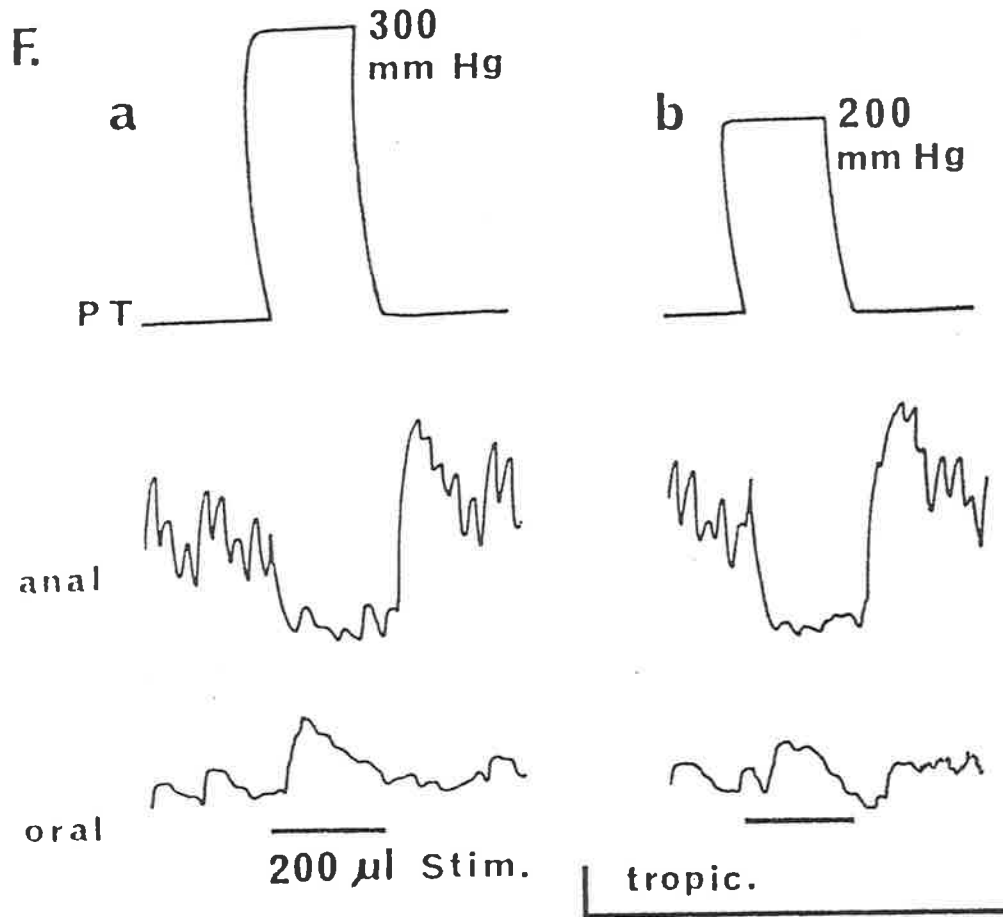 F.
a
300
mm Hg
b
200
mm Hg
PT
anal
oral
200 µl Stim.
tropic.